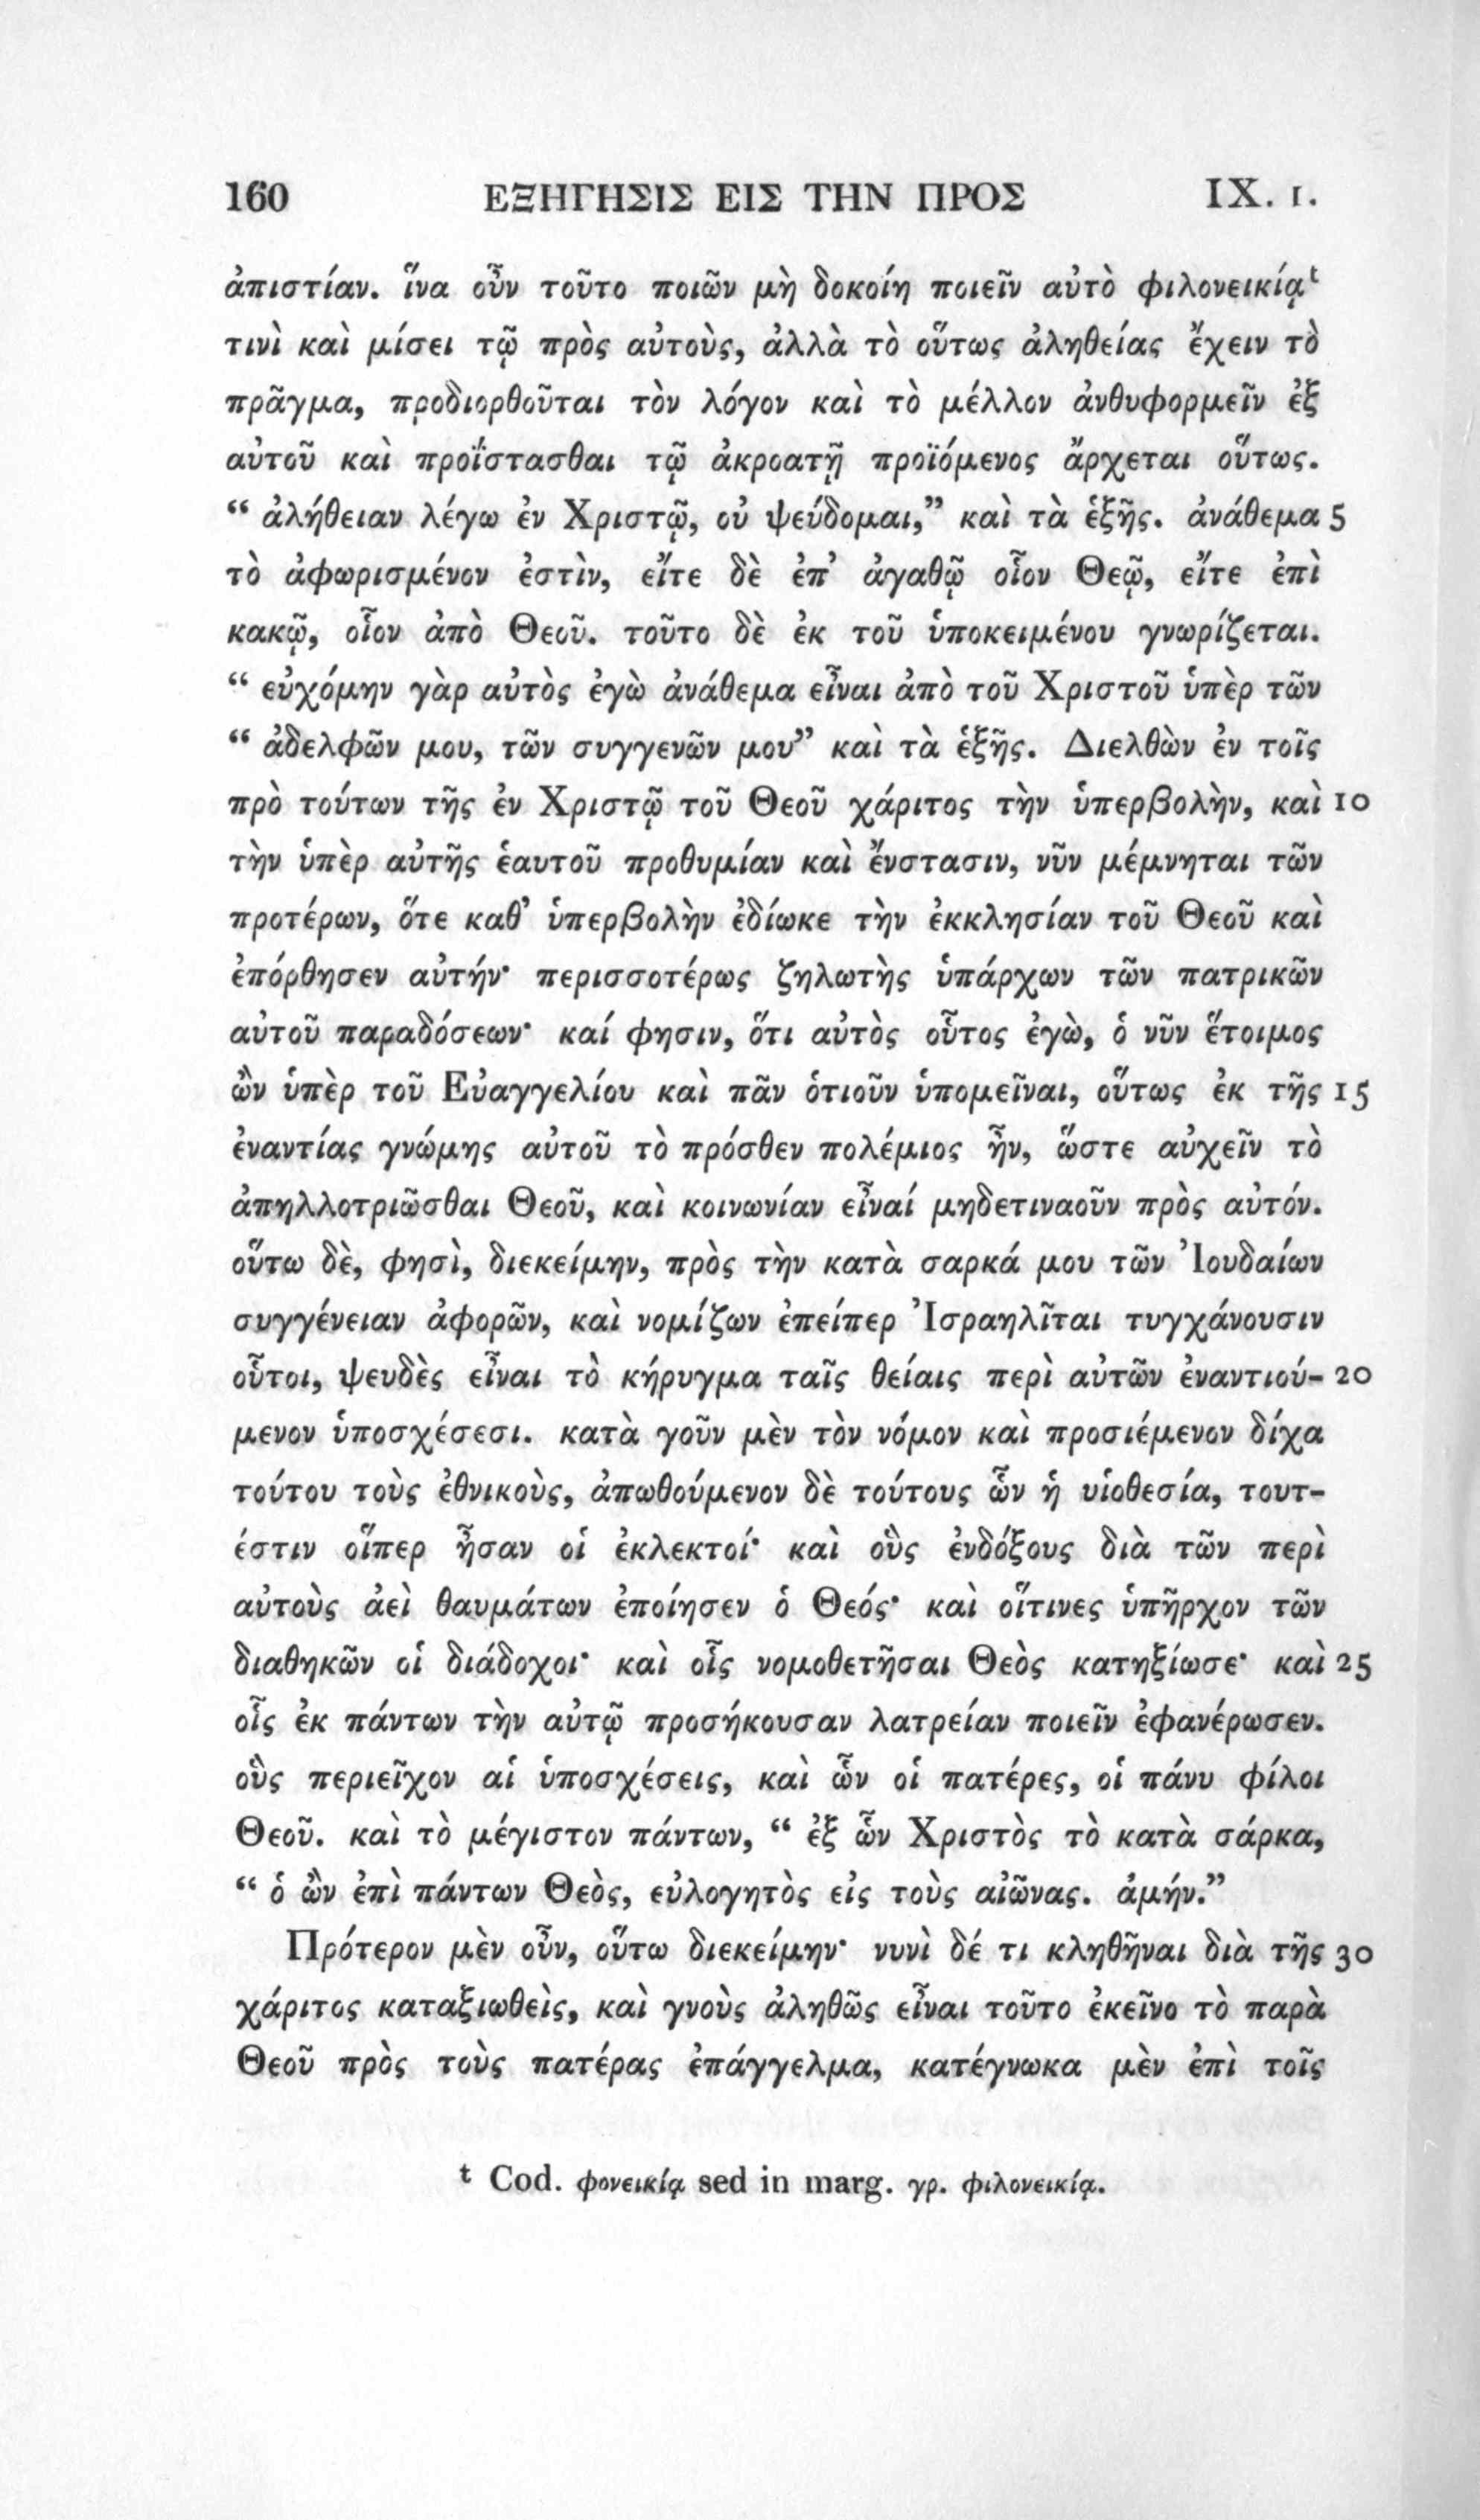 160 ΕΞΗΓΗΣΙΣ ΕΙΣ ΤΗΝ ΠΡΟΣ IX. 1.
ἀπιστίαν. ἵνα οὖν τοῦτο ποιῶν μὴ δοκοίη ποιεῖν αὐτὸ φιλονεικίᾳ t
τινὶ καὶ μίσει τῷ πρὸς αὐτοὺς, ἀλλὰ τὸ οὕτως ἀληθείας ἔχειν τὸ
πρᾶγμα, προδιορθοῦται τὸν λόγον καὶ τὸ μέλλον ἀνθυφορμεῖν ἐξ
αὐτοῦ καὶ προΐστασθαι τῷ ἀκροατῇ προϊόμενος ἄρχεται οὕτως.
“ ἀλήθειαν λέγω ἐν Χριστῷ, οὐ ψεύδομαι,” καὶ τὰ ἑξῆς. ἀνάθεμα 5
τὸ ἀφωρισμένον ἐστὶν, εἴτε δὲ ἐπ’ ἀγαθῷ οἷον Θεῷ, εἴτε ἐπὶ
κακῷ, οἷον ἀπὸ Θεοῦ. τοῦτο δὲ ἐκ τοῦ ὑποκειμένου γνωρίζεται.
“ εὐχόμην γὰρ αὐτὸς ἐγὼ ἀνάθεμα εἶναι ἀπὸ τοῦ Χριστοῦ ὑπὲρ τῶν
“ ἀδελφῶν μου, τῶν συγγενῶν μου” καὶ τὰ ἑξῆς. Διελθὼν ἐν τοῖς
πρὸ τούτων τῆς ἐν Χριστῷ τοῦ Θεοῦ χάριτος τὴν ὑπερβολὴν, καὶ 10
τὴν ὑπὲρ αὐτῆς ἑαυτοῦ προθυμίαν καὶ ἔνστασιν, νῦν μέμνηται τῶν
προτέρων, ὅτε καθ’ ὑπερβολὴν ἐδίωκε τὴν ἐκκλησίαν τοῦ Θεοῦ καὶ
ἐπόρθησεν αὐτήν· περισσοτέρως ζηλωτὴς ὑπάρχων τῶν πατρικῶν
αὐτοῦ παραδόσεων· καί φησιν, ὅτι αὐτὸς οὗτος ἐγὼ, ὁ νῦν ἕτοιμος
ὢν ὑπὲρ τοῦ Εὐαγγελίου καὶ πᾶν ὁτιοῦν ὑπομεῖναι, οὕτως ἐκ τῆς 15
ἐναντίας γνώμης αὐτοῦ τὸ πρόσθεν πολέμιος ἦν, ὥστε αὐχεῖν τὸ
ἀπηλλοτριῶσθαι Θεοῦ, καὶ κοινωνίαν εἶναί μηδετιναοῦν πρὸς αὐτόν.
οὕτω δὲ, φησὶ, διεκείμην, πρὸς τὴν κατὰ σαρκά μου τῶν Ἰουδαίων
συγγένειαν ἀφορῶν, καὶ νομίζων ἐπείπερ Ἰσραηλῖται τυγχάνουσιν
οὗτοι, ψευδὲς εἶναι τὸ κήρυγμα ταῖς θείαις περὶ αὐτῶν ἐναντιού- 20
μενον ὑποσχέσεσι. κατὰ γοῦν μὲν τὸν νόμον καὶ προσιέμενον δίχα
τούτου τοὺς ἐθνικοὺς, ἀπωθούμενον δὲ τούτους ὧν ἡ υἱοθεσία, τουτ-
έστιν οἵπερ ἦσαν οἱ ἐκλεκτοί· καὶ οὓς ἐνδόξους διὰ τῶν περὶ
αὐτοὺς ἀεὶ θαυμάτων ἐποίησεν ὁ Θεός· καὶ οἵτινες ὑπῆρχον τῶν
διαθηκῶν οἱ διάδοχοι· καὶ οἷς νομοθετῆσαι Θεὸς κατηξίωσε· καὶ 25
οἷς ἐκ πάντων τὴν αὐτῷ προσήκουσαν λατρείαν ποιεῖν ἐφανέρωσεν.
οὓς περιεῖχον αἱ ὑποσχέσεις, καὶ ὧν οἱ πατέρες, οἱ πάνυ φίλοι
Θεοῦ. καὶ τὸ μέγιστον πάντων, “ ἐξ ὧν Χριστὸς τὸ κατὰ σάρκα,
“ ὁ ὢν ἐπὶ πάντων Θεὸς, εὐλογητὸς εἰς τοὺς αἰῶνας. ἀμήν.”
Πρότερον μὲν οὖν, οὕτω διεκείμην· νυνὶ δέ τι κληθῆναι διὰ τῆς 30
χάριτος καταξιωθεὶς, καὶ γνοὺς ἀληθῶς εἶναι τοῦτο ἐκεῖνο τὸ παρὰ
Θεοῦ πρὸς τοὺς πατέρας ἐπάγγελμα, κατέγνωκα μὲν ἐπὶ τοῖς
t Cod. φονεικίᾳ sed in marg. γρ. φιλονεικίᾳ.